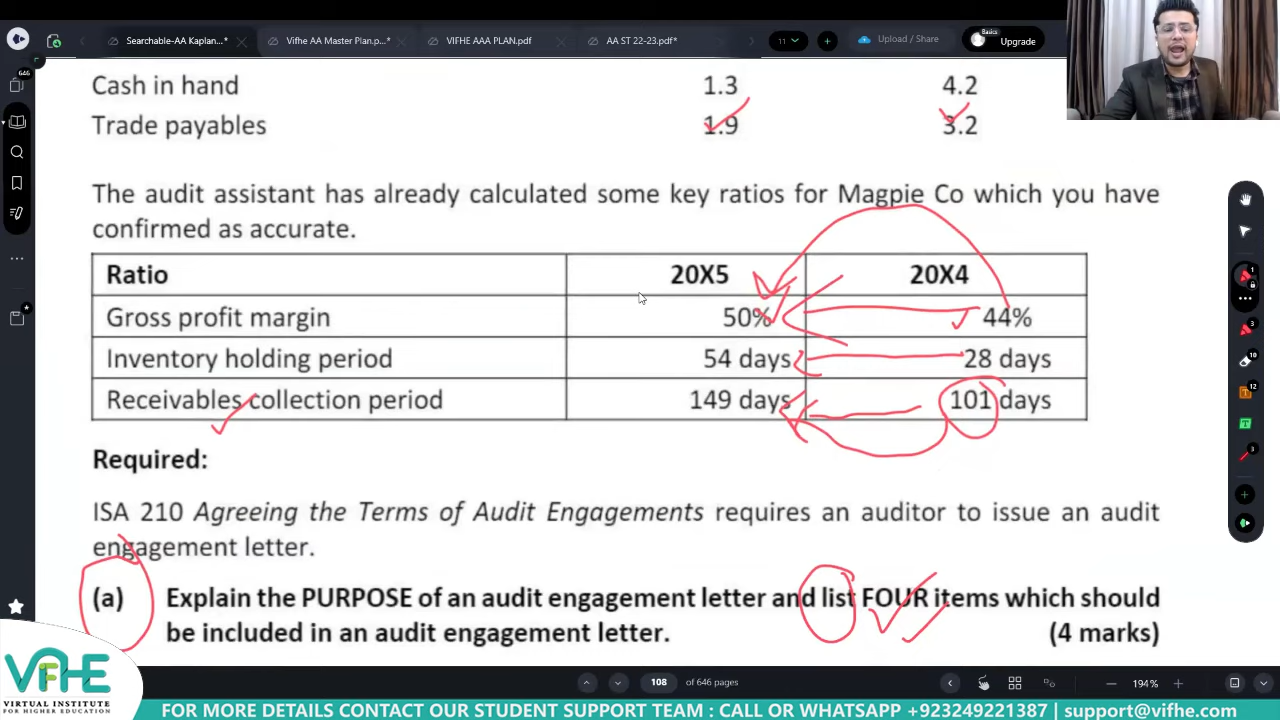 Searchable-AA Kaplan...*
Vifhe AA Master Plan.p...*
VIFHE AAA PLAN.pdf
AA ST 22-23.pdf*
11
Upload / Share
Basics
Upgrade
646
Cash in hand 1.3 4.2
Trade payables 1.9 3.2
The audit assistant has already calculated some key ratios for Magpie Co which you have
confirmed as accurate.
Ratio 20X5 20X4
Gross profit margin 50% 44%
Inventory holding period 54 days 28 days
Receivables collection period 149 days 101 days
Required:
ISA 210 Agreeing the Terms of Audit Engagements requires an auditor to issue an audit
engagement letter.
(a) Explain the PURPOSE of an audit engagement letter and list FOUR items which should
be included in an audit engagement letter. (4 marks)
10
12
3
108 of 646 pages
194%
VIFHE
VIRTUAL INSTITUTE
FOR HIGHER EDUCATION
FOR MORE DETAILS CONTACT OUR STUDENT SUPPORT TEAM : CALL OR WHATSAPP +923249221387 | support@vifhe.com